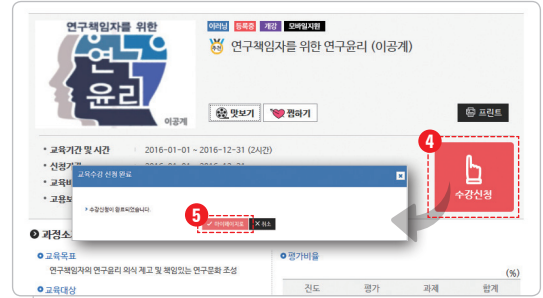 연구책임자를 위한
연구
윤리
이공계
이러닝 등록중 개강 모바일지원
추천 연구책임자를 위한 연구윤리 (이공계)
맛보기 찜하기 프린트
• 교육기간 및 시간 2016-01-01 ~ 2016-12-31 (2시간)
4
수강신청
교육수강 신청 완료
> 수강신청이 완료되었습니다.
5
마이페이지로 X 취소
과정소
교육목표
연구책임자의 연구윤리 의식 제고 및 책임있는 연구문화 조성
교육대상
평가비율
(%)
진도 평가 과제 합계